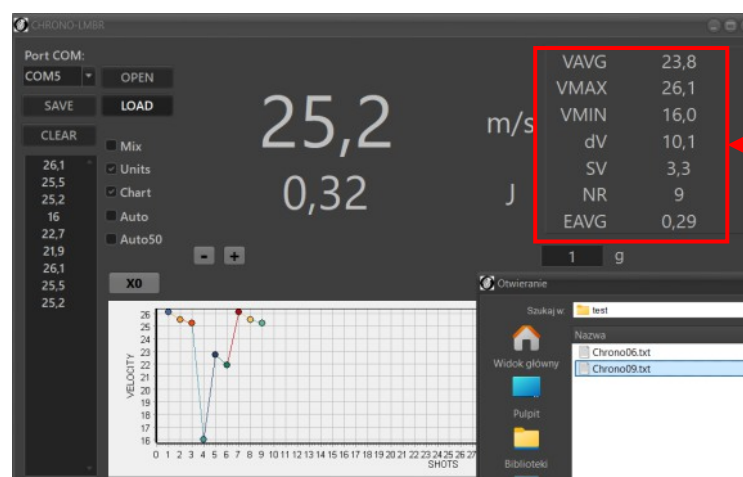 CHRONO-LMBR
Port COM:
COM5
OPEN
SAVE
LOAD
CLEAR
Mix
Units
Chart
Auto
Auto50
26,1
25,5
25,2
16
22,7
21,9
26,1
25,5
25,2
25,2
m/s
0,32
J
VAVG 23,8
VMAX 26,1
VMIN 16,0
dV 10,1
SV 3,3
NR 9
EAVG 0,29
- +
1 g
X0
VELOCITY
26
25
24
23
22
21
20
19
18
17
16
0 1 2 3 4 5 6 7 8 9 10 11 12 13 14 15 16 17 18 19 20 21 22 23 24 25 26 27
SHOTS
Otwieranie
Szukaj w: test
Nazwa
Chrono06.txt
Chrono09.txt
Widok główny
Pulpit
Biblioteki